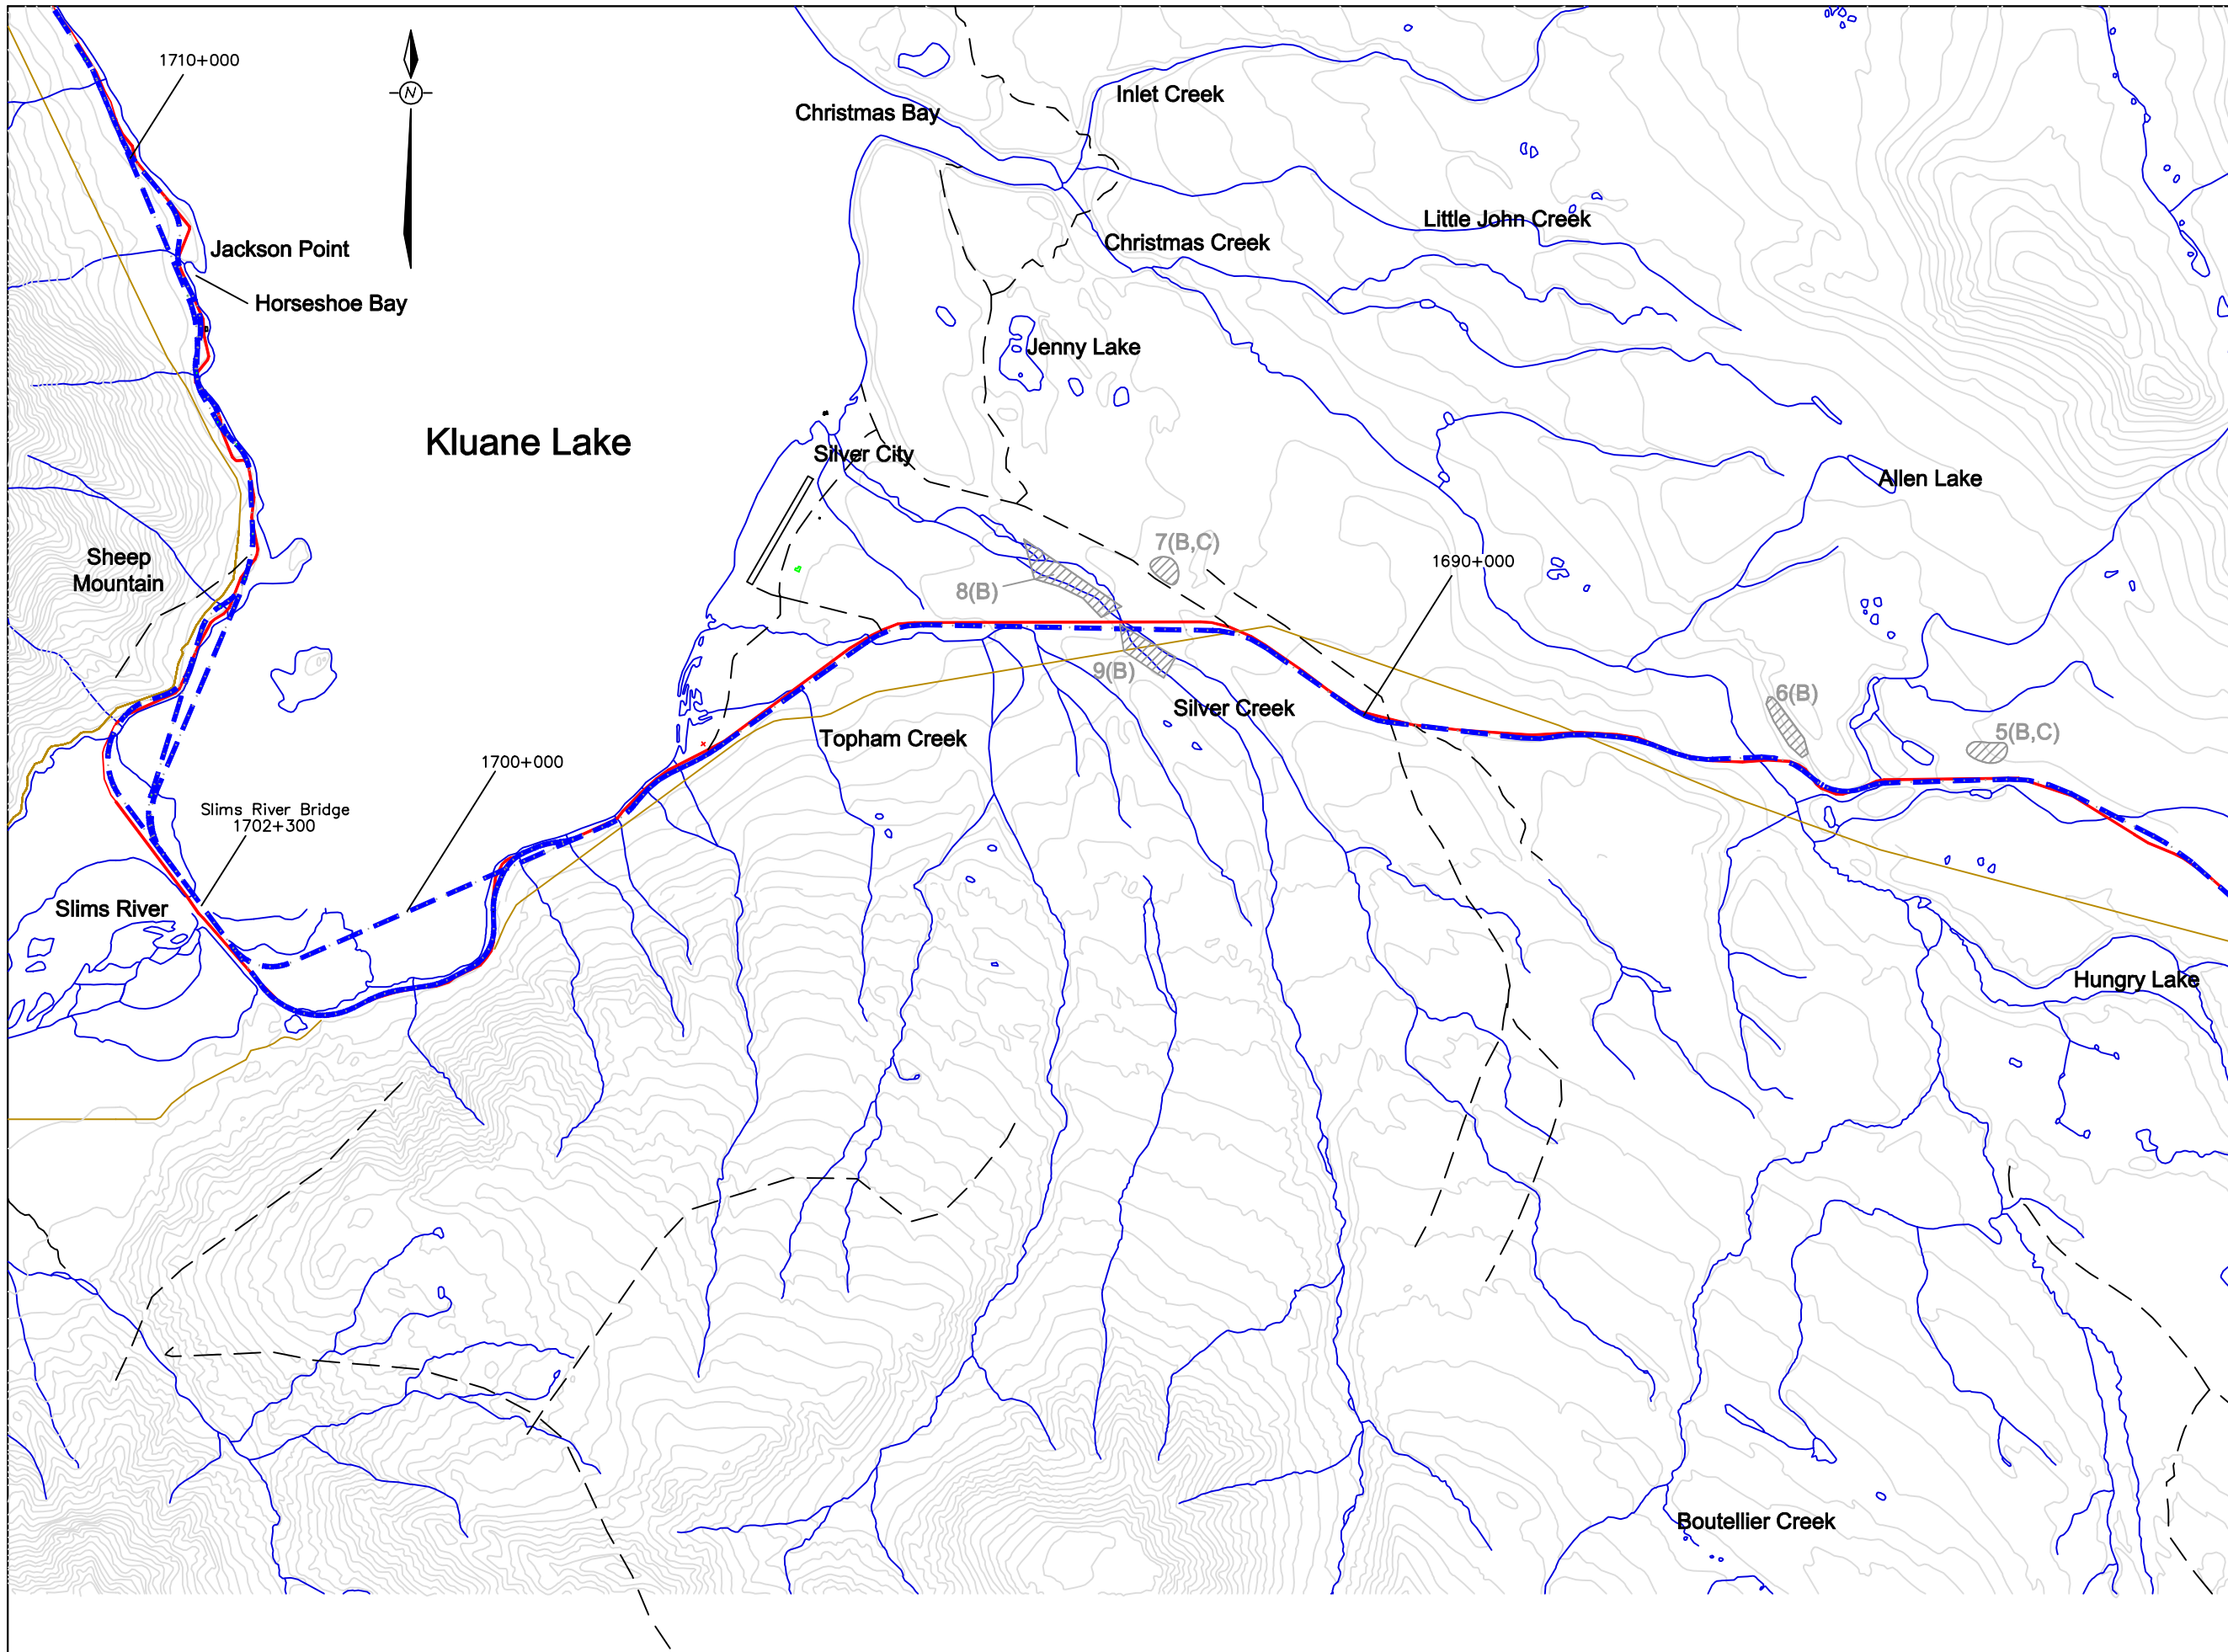 1710+000
N
Inlet Creek
Christmas Bay
Little John Creek
Christmas Creek
Jackson Point
Horseshoe Bay
Jenny Lake
Kluane Lake
Silver City
Allen Lake
Sheep
Mountain
7(B,C)
1690+000
8(B)
9(B)
6(B)
Silver Creek
5(B,C)
Topham Creek
1700+000
Slims River Bridge
1702+300
Slims River
Hungry Lake
Boutellier Creek